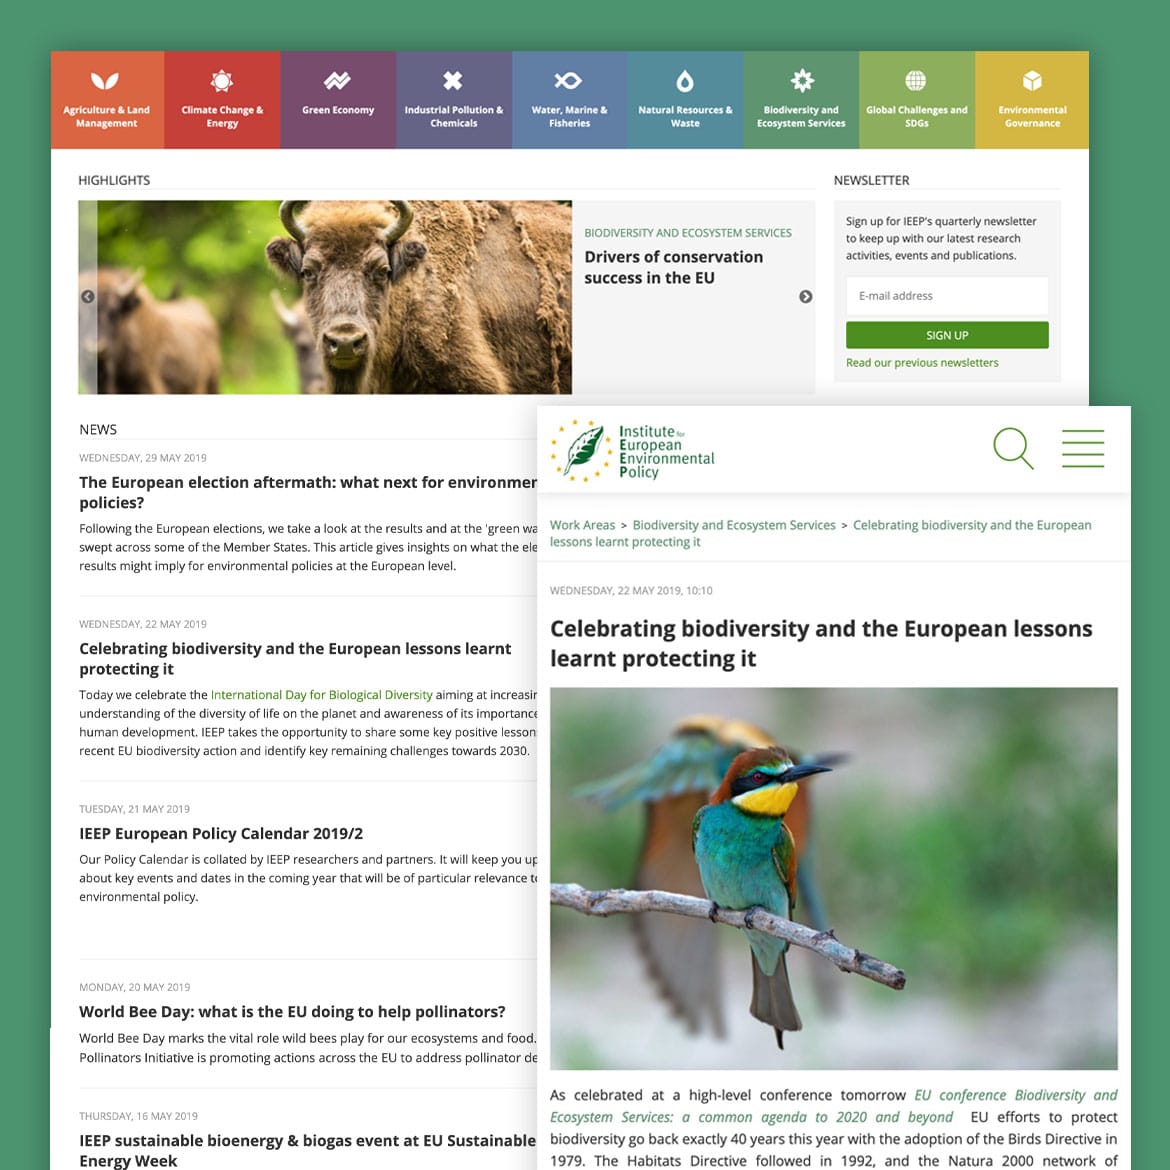 Agriculture & Land
Management
Climate Change &
Energy
Green Economy
Industrial Pollution &
Chemicals
Water, Marine &
Fisheries
Natural Resources &
Waste
Biodiversity and
Ecosystem Services
Global Challenges and
SDGs
Environmental
Governance
HIGHLIGHTS
BIODIVERSITY AND ECOSYSTEM SERVICES
Drivers of conservation
success in the EU
NEWSLETTER
Sign up for IEEP's quarterly newsletter
to keep up with our latest research
activities, events and publications.
E-mail address
SIGN UP
Read our previous newsletters
NEWS
WEDNESDAY, 29 MAY 2019
The European election aftermath: what next for environmen
policies?
Following the European elections, we take a look at the results and at the 'green wa
swept across some of the Member States. This article gives insights on what the ele
results might imply for environmental policies at the European level.
WEDNESDAY, 22 MAY 2019
Celebrating biodiversity and the European lessons learnt
protecting it
Today we celebrate the International Day for Biological Diversity aiming at increasin
understanding of the diversity of life on the planet and awareness of its importance
human development. IEEP takes the opportunity to share some key positive lesson
recent EU biodiversity action and identify key remaining challenges towards 2030.
TUESDAY, 21 MAY 2019
IEEP European Policy Calendar 2019/2
Our Policy Calendar is collated by IEEP researchers and partners. It will keep you up
about key events and dates in the coming year that will be of particular relevance to
environmental policy.
MONDAY, 20 MAY 2019
World Bee Day: what is the EU doing to help pollinators?
World Bee Day marks the vital role wild bees play for our ecosystems and food.
Pollinators Initiative is promoting actions across the EU to address pollinator de
THURSDAY, 16 MAY 2019
IEEP sustainable bioenergy & biogas event at EU Sustainable
Energy Week
Institute for
European
Environmental
Policy
Work Areas > Biodiversity and Ecosystem Services > Celebrating biodiversity and the European
lessons learnt protecting it
WEDNESDAY, 22 MAY 2019, 10:10
Celebrating biodiversity and the European lessons
learnt protecting it
As celebrated at a high-level conference tomorrow EU conference Biodiversity and
Ecosystem Services: a common agenda to 2020 and beyond EU efforts to protect
biodiversity go back exactly 40 years this year with the adoption of the Birds Directive in
1979. The Habitats Directive followed in 1992, and the Natura 2000 network of